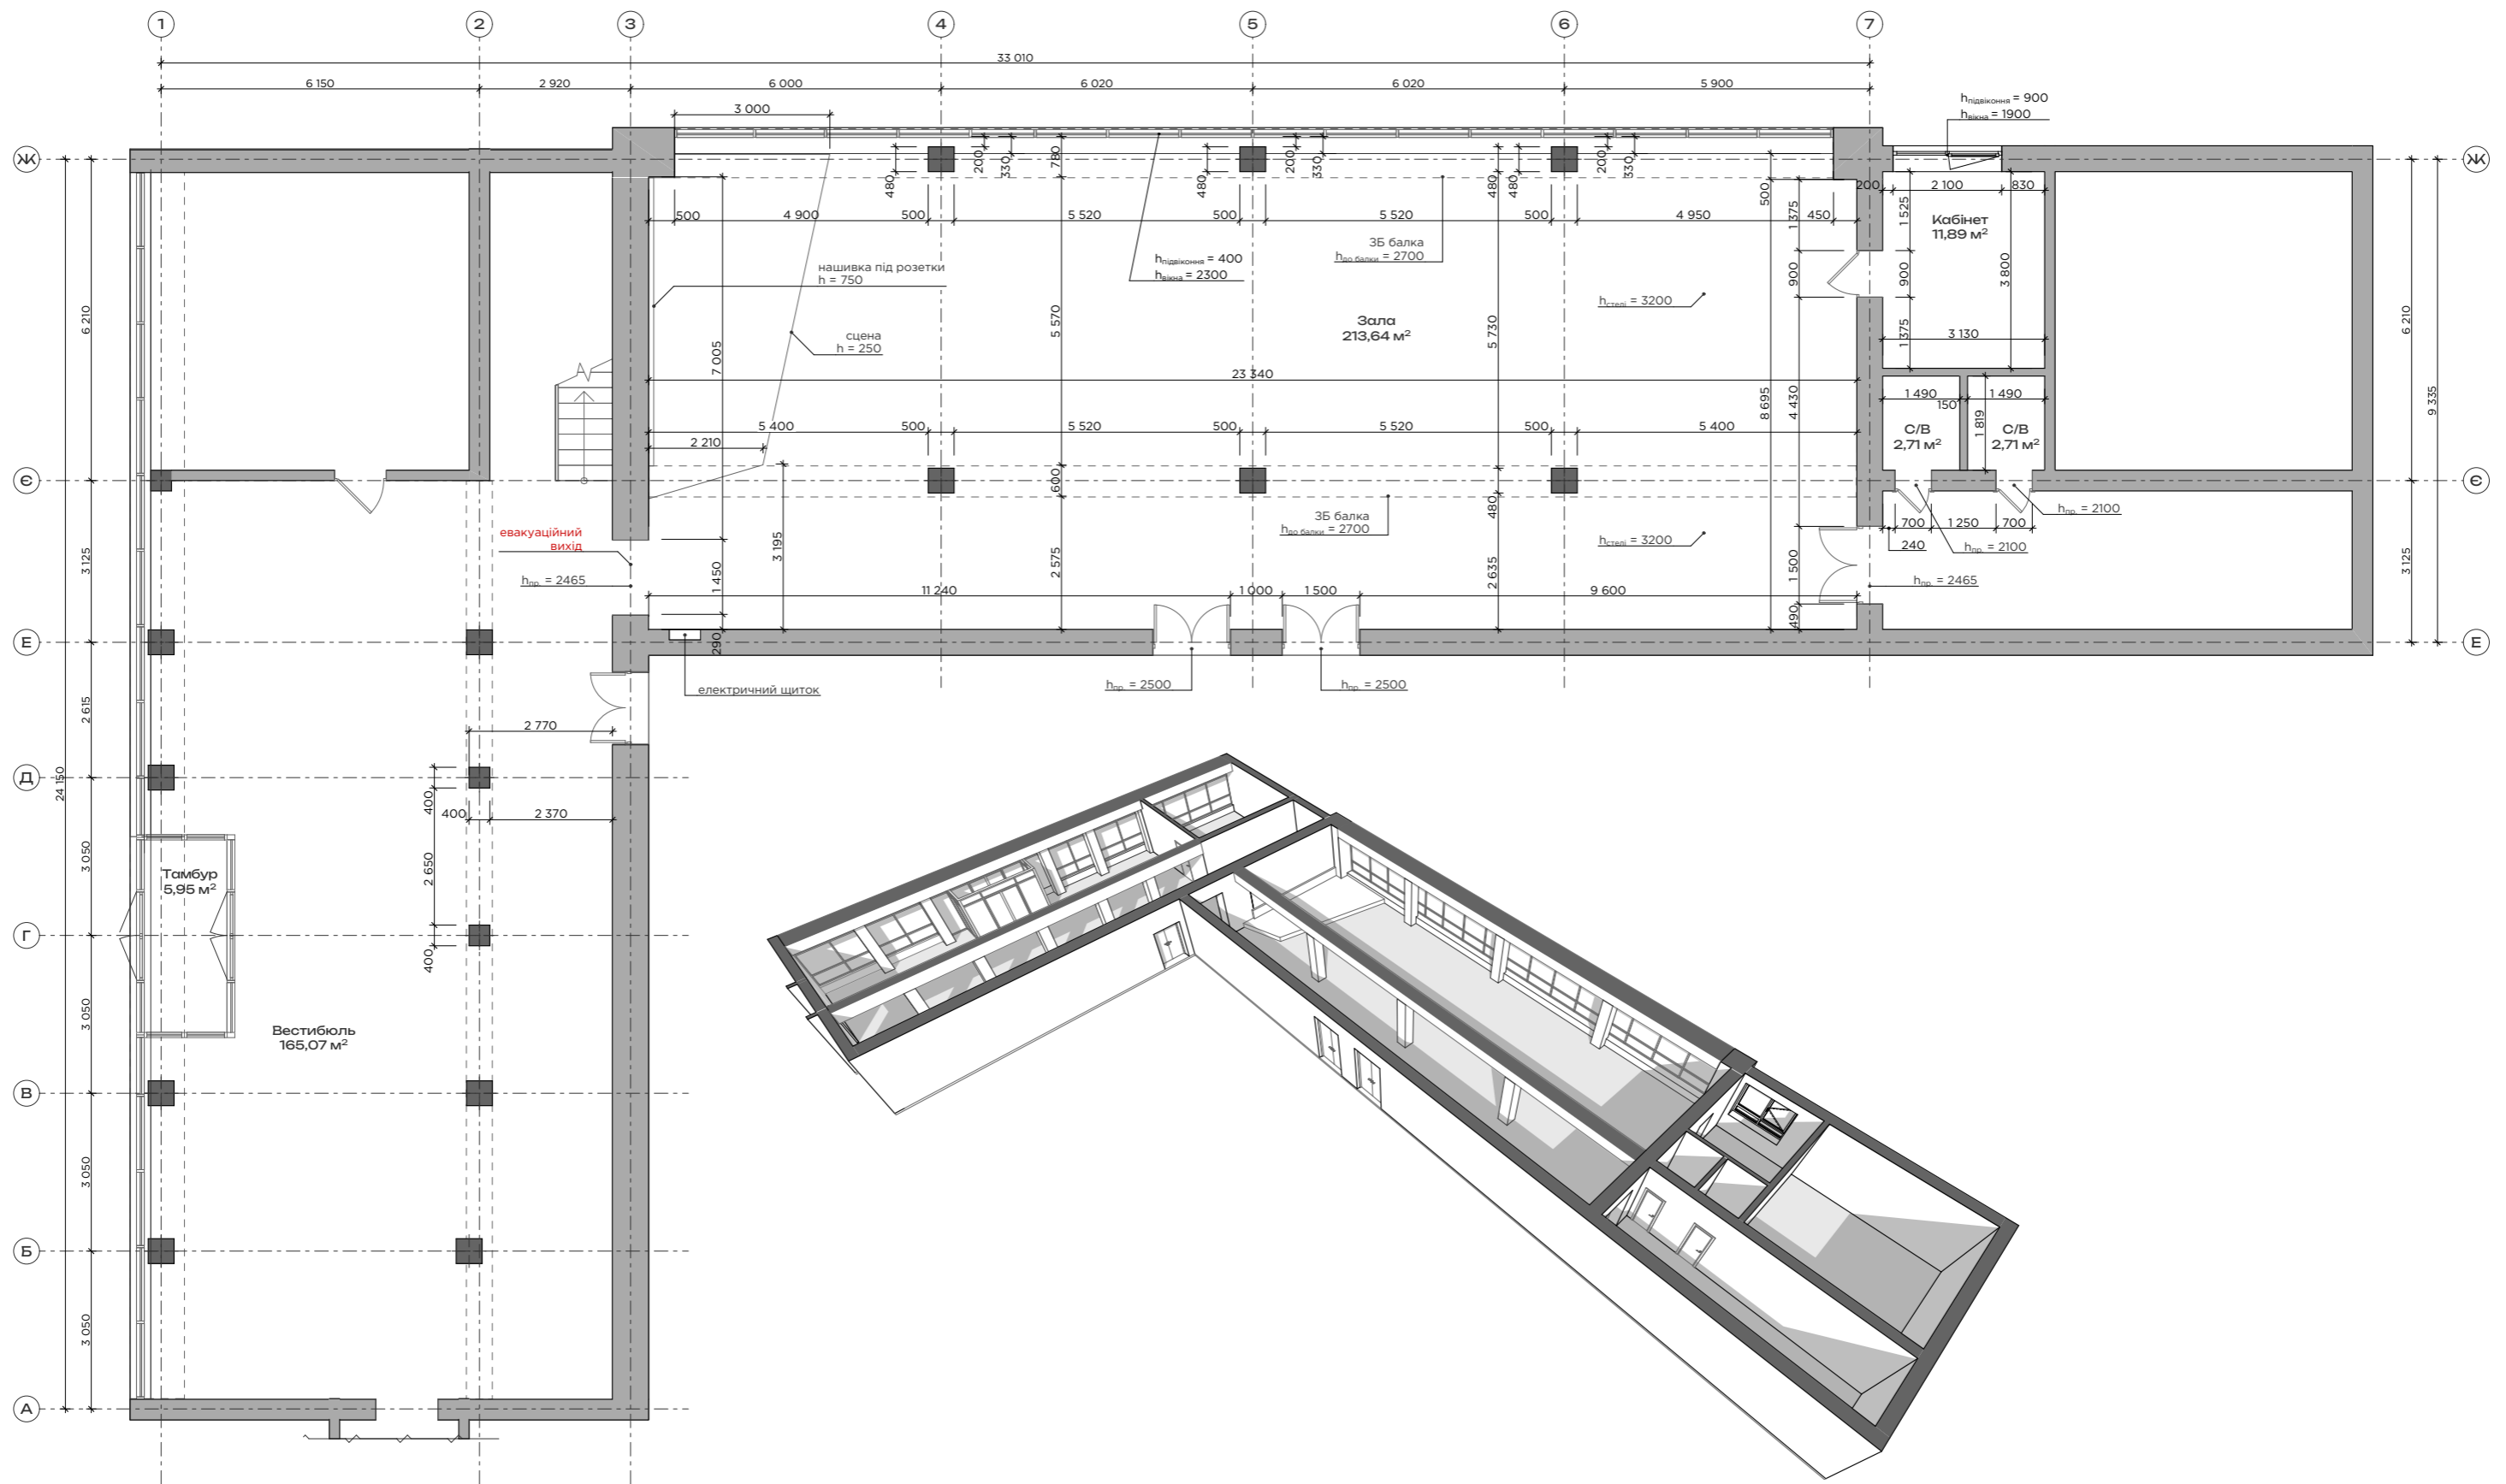 1 2 3 4 5 6 7
33 010
6 150 2 920 6 000 6 020 6 020 5 900
3 000
hпідвіконня = 900
hвікна = 1900
Ж Ж
780
200 330 200 330 200 330
480 480 480 480
500
200 2 100 830
500 4 900 500 5 520 500 5 520 500 4 950 450
1 375 1 525
Кабінет
11,89 м²
ЗБ балка
hдо балки = 2700
hпідвіконня = 400
hвікна = 2300
нашивка під розетки
h = 750
900 900 3 800
hстелі = 3200
6 210 5 570 5 730 6 210
Зала
213,64 м²
сцена
h = 250
7 005
1 375
3 130
23 340
8 695 4 430
1 490 1 490
150
1 819
9 335
5 400 500 5 520 500 5 520 500 5 400
2 210
С/В
2,71 м²
С/В
2,71 м²
Є Є
600 480
ЗБ балка
hдо балки = 2700
hпр. = 2100
700 1 250 700
240
hпр. = 2100
евакуаційний
вихід
hстелі = 3200
3 125 3 195 2 575 2 635 1 500 3 125
hпр. = 2465
hпр. = 2465
1 450
11 240 1 000 1 500 9 600
490
290
Е Е
електричний щиток
hпр. = 2500
hпр. = 2500
2 615
2 770
Д
24 150
400
400 2 370
3 050
2 650
Тамбур
5,95 м²
Г
400
3 050
Вестибюль
165,07 м²
В
3 050
Б
3 050
А